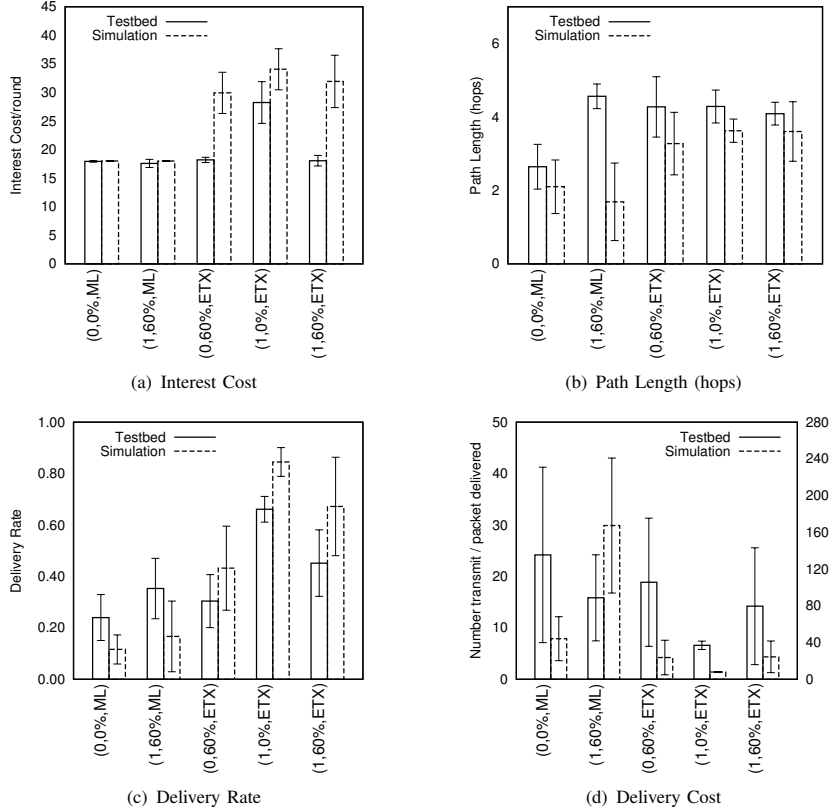 45
40
35
30
25
20
15
10
5
0
Interest Cost/round
Testbed
Simulation
(0,0%,ML)
(1,60%,ML)
(0,60%,ETX)
(1,0%,ETX)
(1,60%,ETX)
(a) Interest Cost
6
4
2
0
Path Length (hops)
Testbed
Simulation
(0,0%,ML)
(1,60%,ML)
(0,60%,ETX)
(1,0%,ETX)
(1,60%,ETX)
(b) Path Length (hops)
1.00
0.80
0.60
0.40
0.20
0.00
Delivery Rate
Testbed
Simulation
(0,0%,ML)
(1,60%,ML)
(0,60%,ETX)
(1,0%,ETX)
(1,60%,ETX)
(c) Delivery Rate
50
40
30
20
10
0
Number transmit / packet delivered
Testbed
Simulation
280
240
200
160
120
80
40
0
(0,0%,ML)
(1,60%,ML)
(0,60%,ETX)
(1,0%,ETX)
(1,60%,ETX)
(d) Delivery Cost